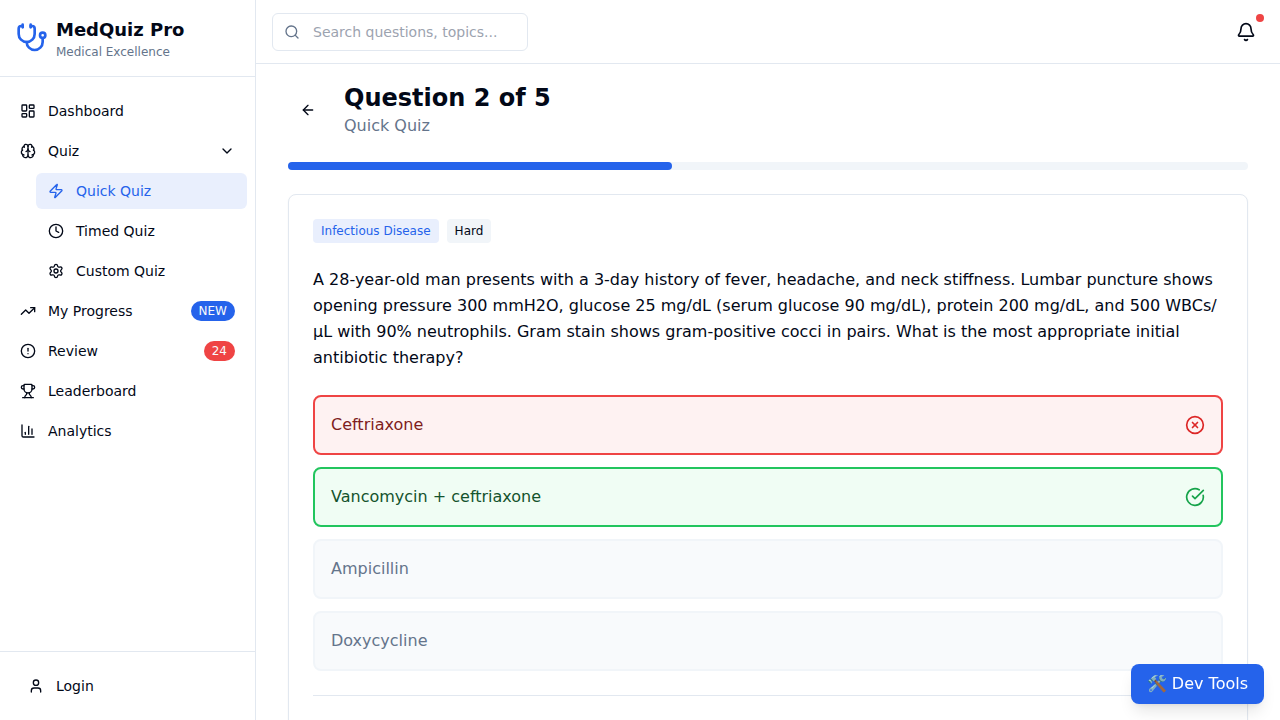 MedQuiz Pro
Medical Excellence
Search questions, topics...
Dashboard
Quiz
Quick Quiz
Timed Quiz
Custom Quiz
My Progress
NEW
Review
24
Leaderboard
Analytics
Login
Question 2 of 5
Quick Quiz
Infectious Disease
Hard
A 28-year-old man presents with a 3-day history of fever, headache, and neck stiffness. Lumbar puncture shows
opening pressure 300 mmH2O, glucose 25 mg/dL (serum glucose 90 mg/dL), protein 200 mg/dL, and 500 WBCs/
μL with 90% neutrophils. Gram stain shows gram-positive cocci in pairs. What is the most appropriate initial
antibiotic therapy?
Ceftriaxone
Vancomycin + ceftriaxone
Ampicillin
Doxycycline
🛠️ Dev Tools